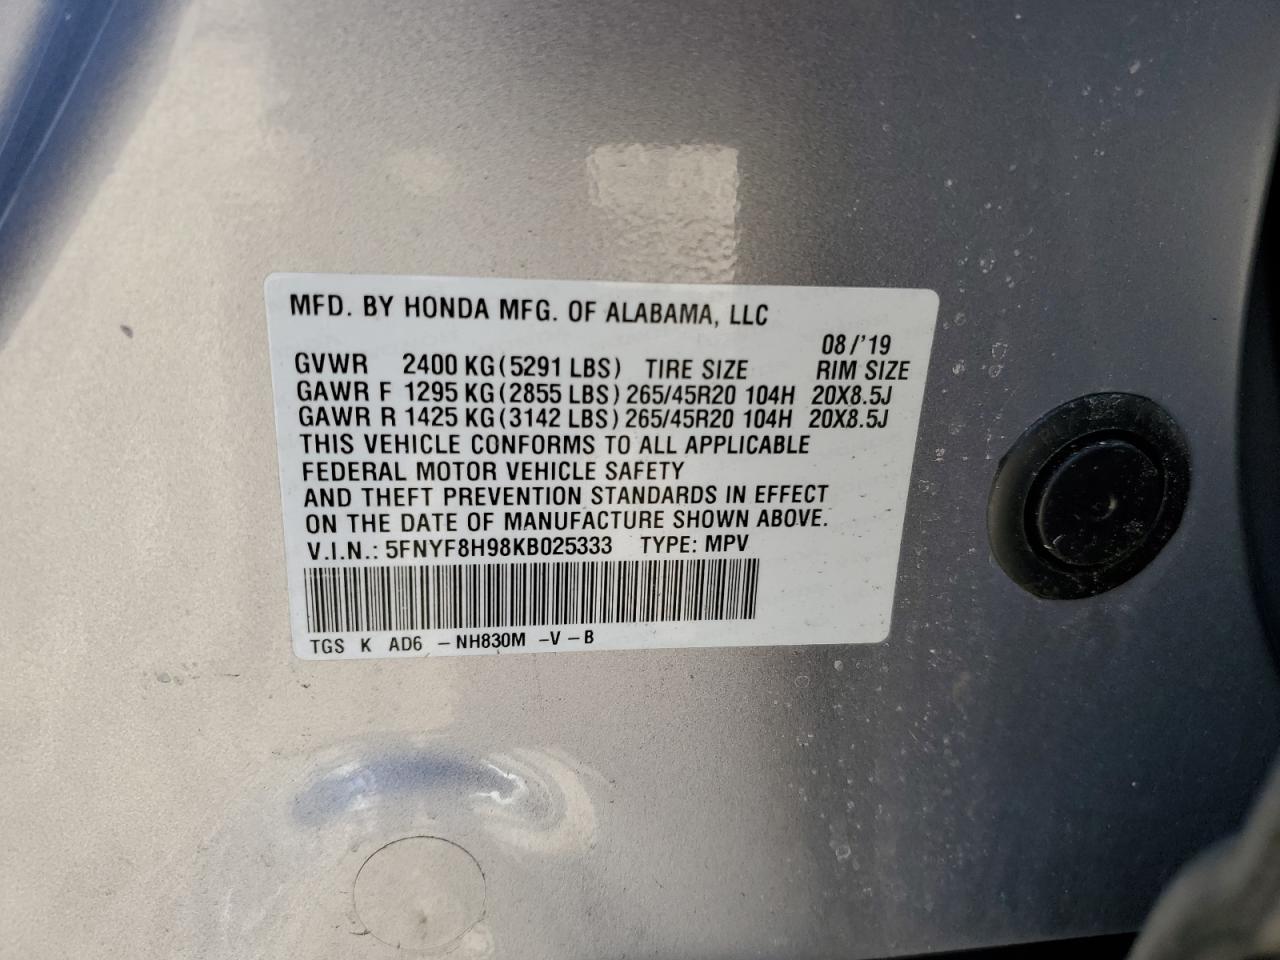 MFD. BY HONDA MFG. OF ALABAMA, LLC
08/'19
GVWR 2400 KG(5291 LBS) TIRE SIZE RIM SIZE
GAWR F 1295 KG(2855 LBS) 265/45R20 104H 20X8.5J
GAWR R 1425 KG(3142 LBS) 265/45R20 104H 20X8.5J
THIS VEHICLE CONFORMS TO ALL APPLICABLE
FEDERAL MOTOR VEHICLE SAFETY
AND THEFT PREVENTION STANDARDS IN EFFECT
ON THE DATE OF MANUFACTURE SHOWN ABOVE.
V.I.N.: 5FNYF8H98KB025333 TYPE: MPV
TGS K AD6 -NH830M -V-B